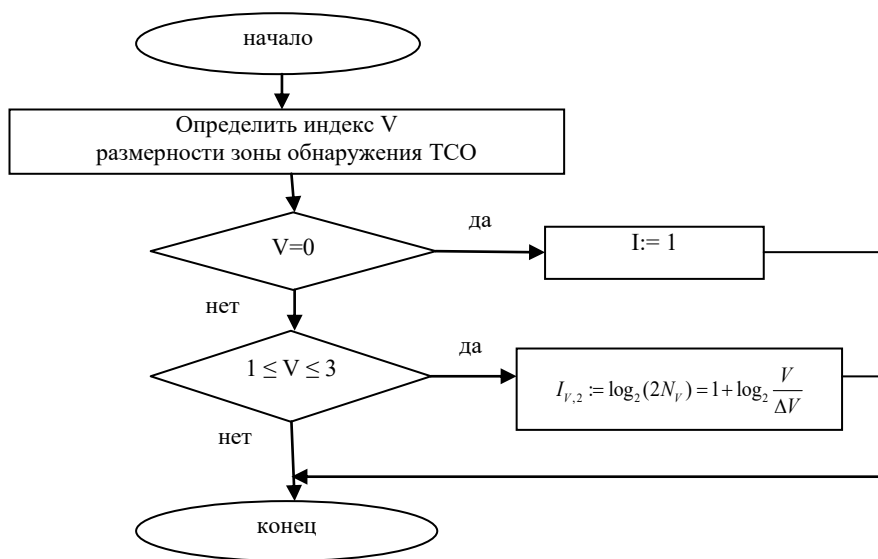 начало
Определить индекс V
размерности зоны обнаружения ТСО
V=0
да
I:= 1
нет
1 ≤ V ≤ 3
да
I_{V,2} := log_2(2N_V) = 1 + log_2 \frac{V}{ΔV}
нет
конец